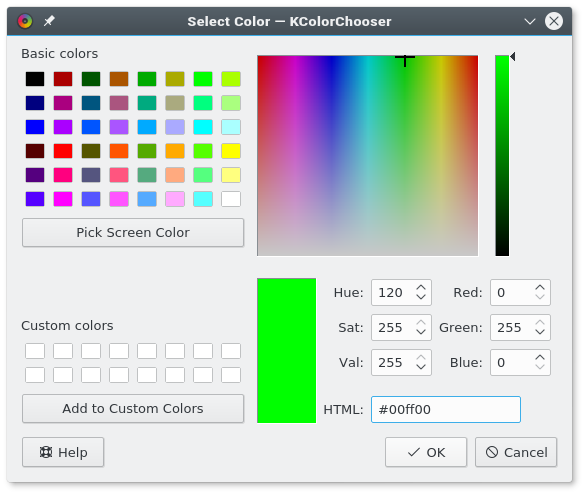 Select Color — KColorChooser
Basic colors
Pick Screen Color
Custom colors
Add to Custom Colors
Hue: 120 Red: 0
Sat: 255 Green: 255
Val: 255 Blue: 0
HTML: #00ff00
Help OK Cancel